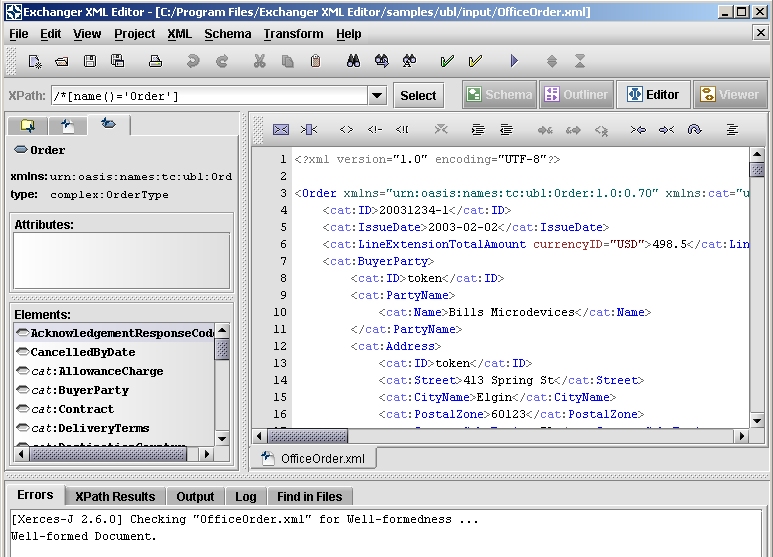 Exchanger XML Editor - [C:/Program Files/Exchanger XML Editor/samples/ubl/input/OfficeOrder.xml]
File Edit View Project XML Schema Transform Help
XPath: /*[name()='Order'] Select Schema Outliner Editor Viewer
Order
xmlns: urn:oasis:names:tc:ubl:Ord
type: complex:OrderType
Attributes:
Elements:
AcknowledgementResponseCode
CancelledByDate
cat:AllowanceCharge
cat:BuyerParty
cat:Contract
cat:DeliveryTerms
cat:DestinationCountry
1 <?xml version="1.0" encoding="UTF-8"?>
2
3 <Order xmlns="urn:oasis:names:tc:ubl:Order:1.0:0.70" xmlns:cat="u
4 <cat:ID>20031234-1</cat:ID>
5 <cat:IssueDate>2003-02-02</cat:IssueDate>
6 <cat:LineExtensionTotalAmount currencyID="USD">498.5</cat:Lin
7 <cat:BuyerParty>
8 <cat:ID>token</cat:ID>
9 <cat:PartyName>
10 <cat:Name>Bills Microdevices</cat:Name>
11 </cat:PartyName>
12 <cat:Address>
13 <cat:ID>token</cat:ID>
14 <cat:Street>413 Spring St</cat:Street>
15 <cat:CityName>Elgin</cat:CityName>
16 <cat:PostalZone>60123</cat:PostalZone>
OfficeOrder.xml
Errors XPath Results Output Log Find in Files
[Xerces-J 2.6.0] Checking "OfficeOrder.xml" for Well-formedness ...
Well-formed Document.